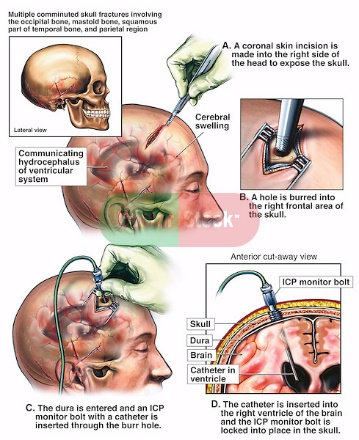 Multiple comminuted skull fractures involving
the occipital bone, mastoid bone, squamous
part of temporal bone, and parietal region
Lateral view
A. A coronal skin incision is
made into the right side of
the head to expose the skull.
Cerebral
swelling
Communicating
hydrocephalus
of ventricular
system
B. A hole is burred into
the right frontal area of
the skull.
Anterior cut-away view
ICP monitor bolt
Skull
Dura
Brain
Catheter in
ventricle
C. The dura is entered and an ICP
monitor bolt with a catheter is
inserted through the burr hole.
D. The catheter is inserted into
the right ventricle of the brain
and the ICP monitor bolt is
locked into place in the skull.